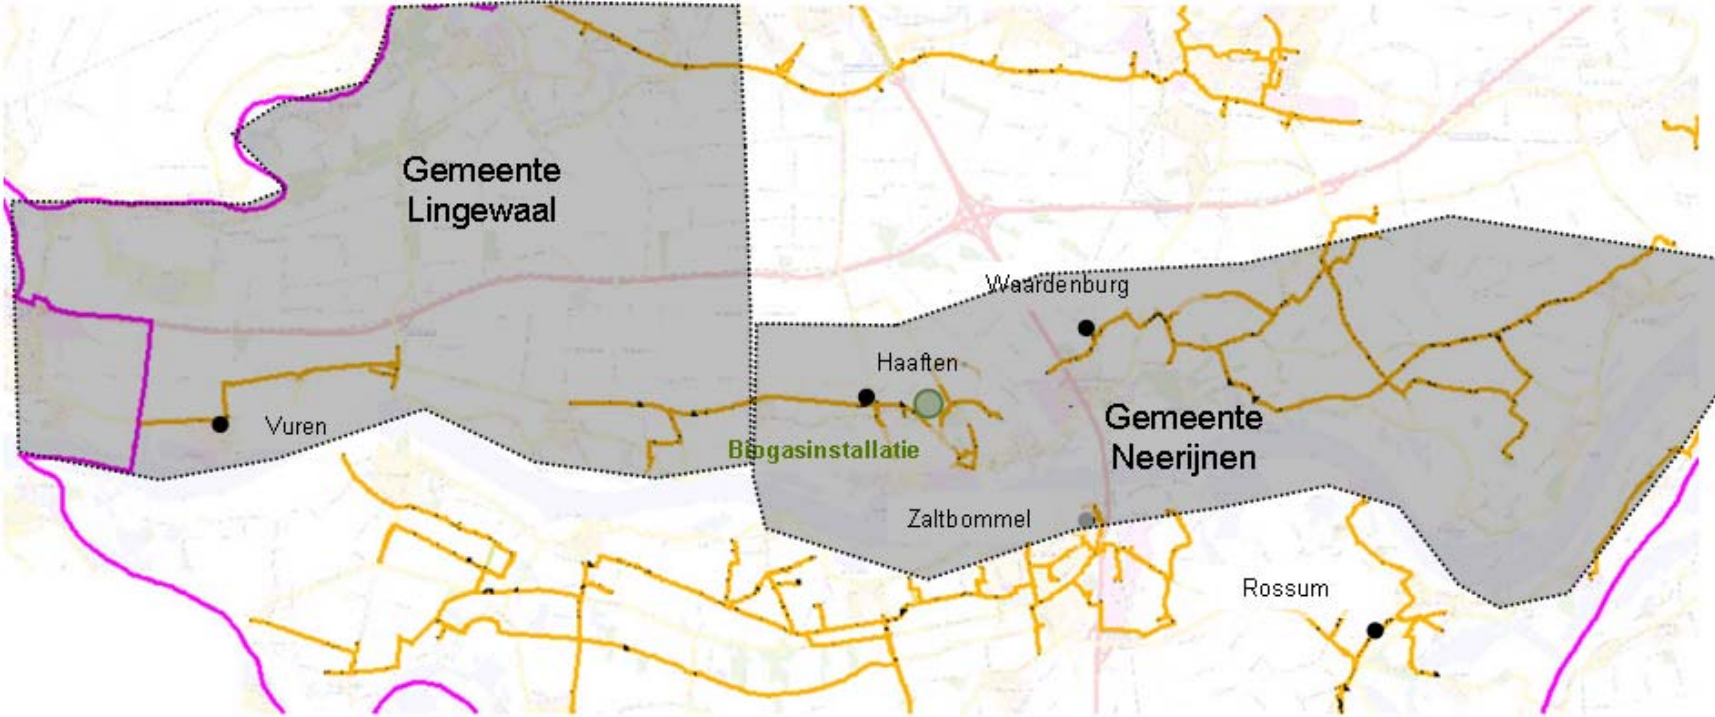 Gemeente
Lingewaal
Waardenburg
Haaften
Vuren
Gemeente
Neerijnen
Biogasinstallatie
Zaltbommel
Rossum